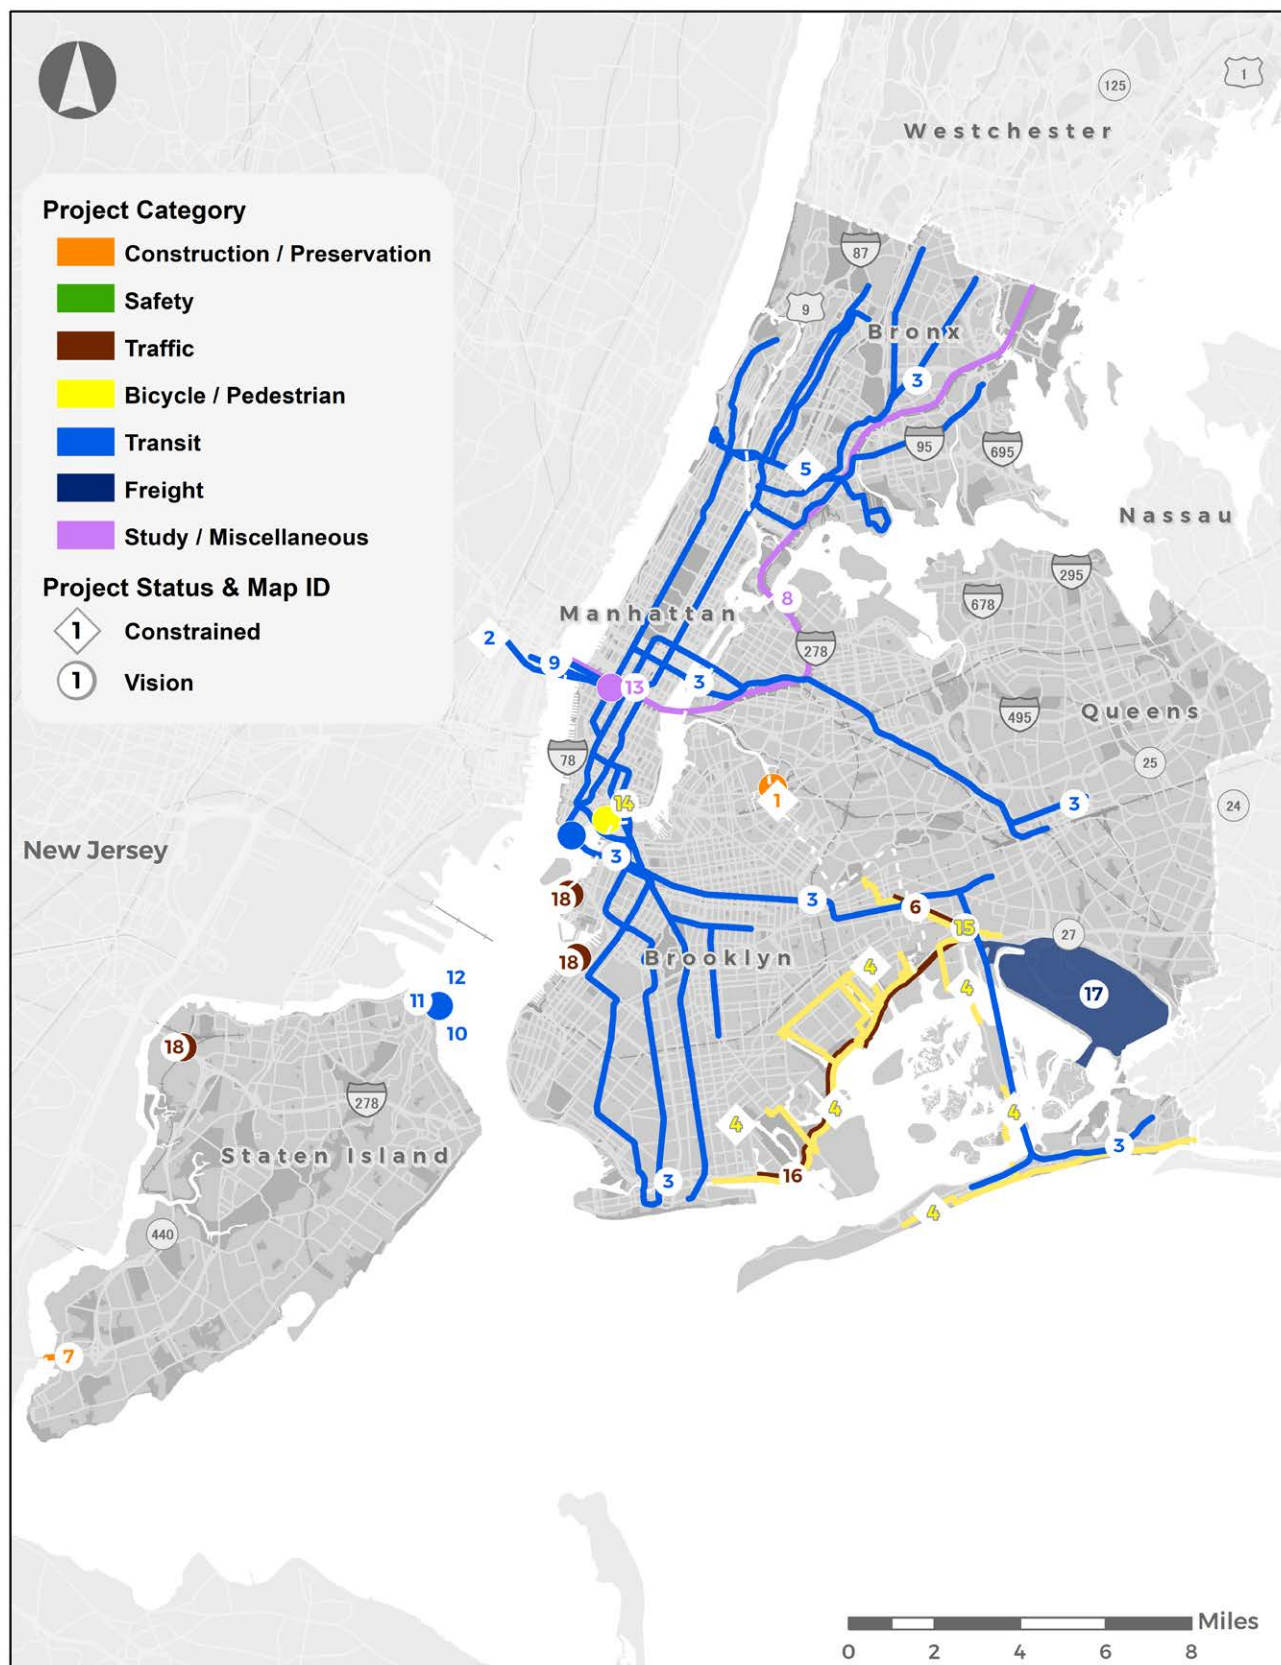 1
125
Westchester
Project Category
Construction / Preservation
Safety
Traffic
Bicycle / Pedestrian
Transit
Freight
Study / Miscellaneous
Project Status & Map ID
1 Constrained
1 Vision
87
9
Bronx
3
95
695
5
Nassau
295
678
8
Manhattan
2
9
278
13
3
495
Queens
78
25
1
14
3
24
New Jersey
3
3
18
6
15
27
18
Brooklyn
4
4
17
12
11
10
18
278
4
4
4
3
Staten Island
3
16
4
440
7
Miles
0 2 4 6 8